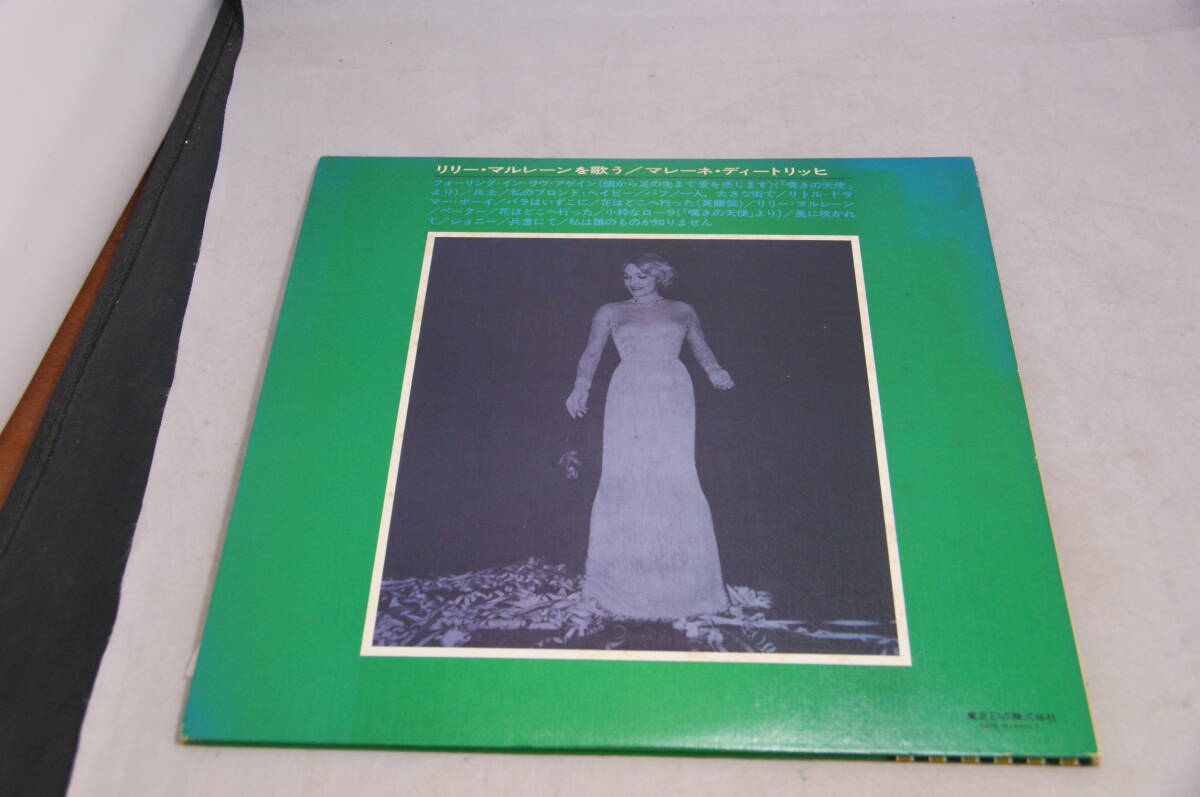 リリー・マルレーンを歌う/マレーネ・ディートリッヒ
フォーリング・イン・ラヴ・アゲイン(頭から足の先まで愛を感じます)(「嘆きの天使」
より)/兵士/私のブロンド・ベイビー/パフ/一人、大きな街で/リトル・ドラ
マー・ボーイ/バラはいずこに/花はどこへ行った(英語盤)/リリー・マルレーン
/ペーター/花はどこへ行った/小粋なローラ(「嘆きの天使」より)/風に吹かれ
て/ジョニー/兵舎にて/私は誰のものか知りません
東芝EMI株式会社